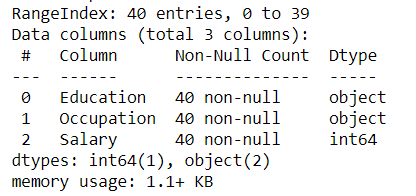 RangeIndex: 40 entries, 0 to 39
Data columns (total 3 columns):
 #   Column      Non-Null Count  Dtype
---  ------      --------------  -----
 0   Education   40 non-null     object
 1   Occupation  40 non-null     object
 2   Salary      40 non-null     int64
dtypes: int64(1), object(2)
memory usage: 1.1+ KB